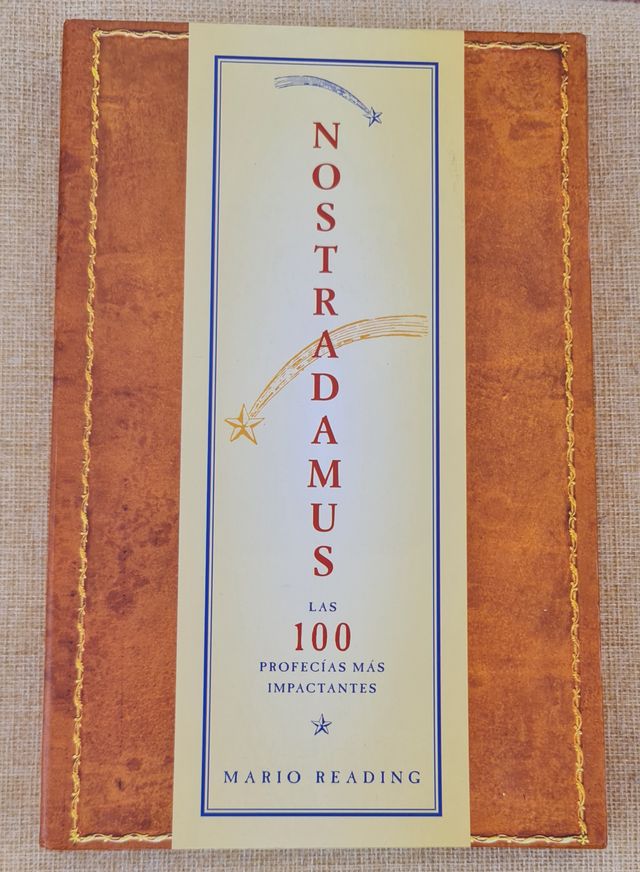 NOSTRADAMUS
LAS
100
PROFECÍAS MÁS
IMPACTANTES
MARIO READING